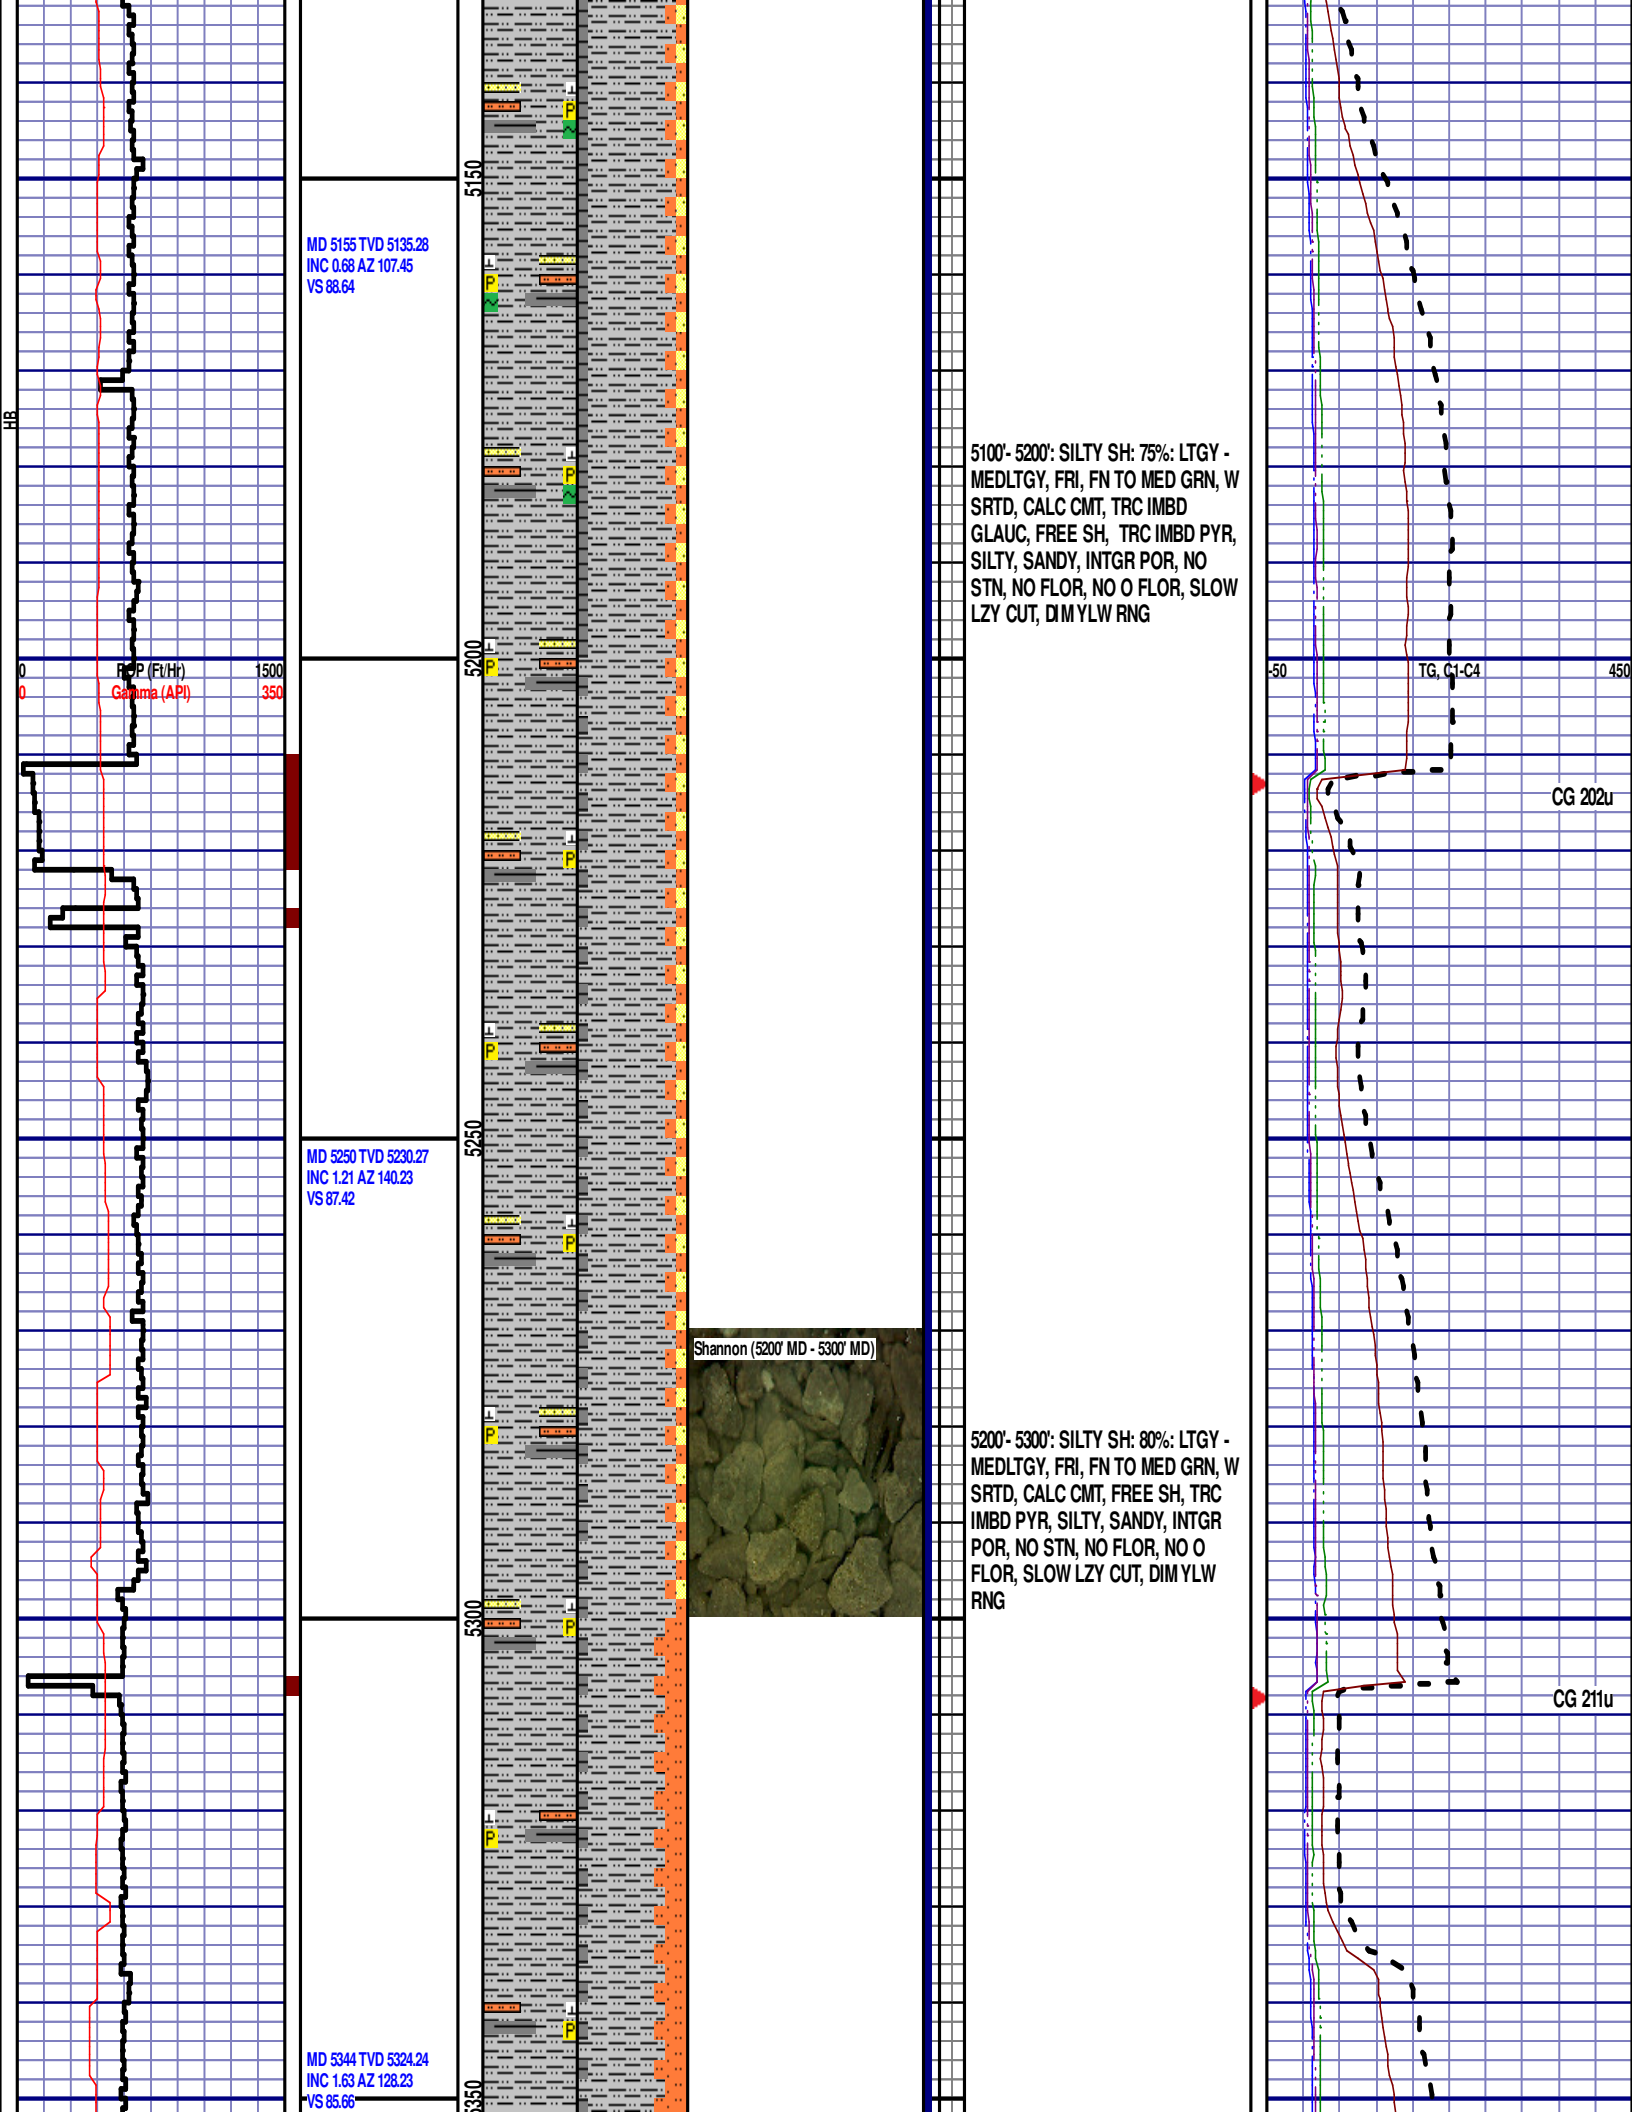 5150
MD 5155 TVD 5135.28
INC 0.68 AZ 107.45
VS 88.64
HB
5100'- 5200': SILTY SH: 75%: LTGY -
MEDLTGY, FRI, FN TO MED GRN, W
SRTD, CALC CMT, TRC IMBD
GLAUC, FREE SH, TRC IMBD PYR,
SILTY, SANDY, INTGR POR, NO
STN, NO FLOR, NO O FLOR, SLOW
LZY CUT, DIM YLW RNG
5200
0 ROP (Ft/Hr) 1500
0 Gamma (API) 350
-50 TG, C1-C4 450
CG 202u
5250
MD 5250 TVD 5230.27
INC 1.21 AZ 140.23
VS 87.42
Shannon (5200' MD - 5300' MD)
5200'- 5300': SILTY SH: 80%: LTGY -
MEDLTGY, FRI, FN TO MED GRN, W
SRTD, CALC CMT, FREE SH, TRC
IMBD PYR, SILTY, SANDY, INTGR
POR, NO STN, NO FLOR, NO O
FLOR, SLOW LZY CUT, DIM YLW
RNG
5300
CG 211u
MD 5344 TVD 5324.24
INC 1.63 AZ 128.23
VS 85.66
5350
P
P
P
P
P
P
P
P
P
P
P